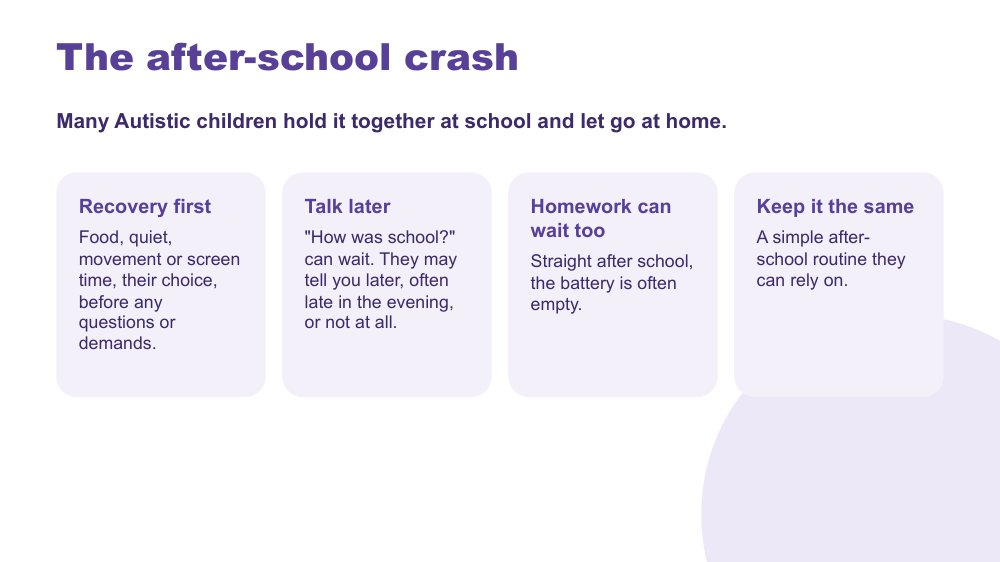 The after-school crash
Many Autistic children hold it together at school and let go at home.
Recovery first
Food, quiet,
movement or screen
time, their choice,
before any
questions or
demands.
Talk later
"How was school?"
can wait. They may
tell you later, often
late in the evening,
or not at all.
Homework can
wait too
Straight after school,
the battery is often
empty.
Keep it the same
A simple after-
school routine they
can rely on.